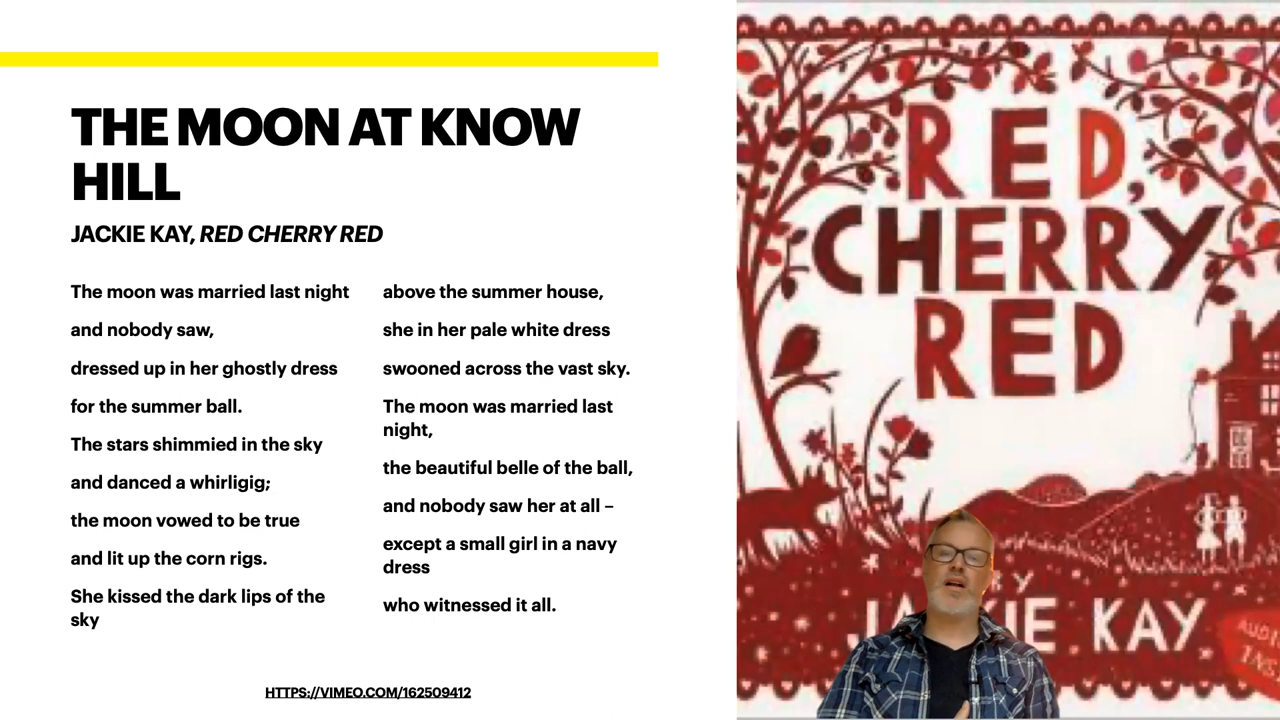 THE MOON AT KNOW
HILL
JACKIE KAY, RED CHERRY RED
The moon was married last night
and nobody saw,
dressed up in her ghostly dress
for the summer ball.
The stars shimmied in the sky
and danced a whirligig;
the moon vowed to be true
and lit up the corn rigs.
She kissed the dark lips of the
sky
above the summer house,
she in her pale white dress
swooned across the vast sky.
The moon was married last
night,
the beautiful belle of the ball,
and nobody saw her at all –
except a small girl in a navy
dress
who witnessed it all.
HTTPS://VIMEO.COM/162509412
RED,
CHERRY
RED
KAY